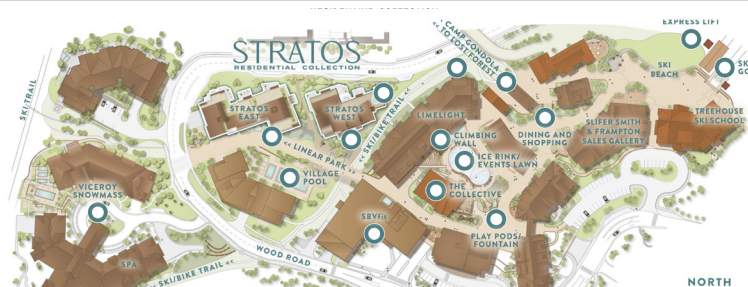 RESIDENTIAL COLLECTION
EXPRESS LIFT
CAMP GONDOLA
TO LOST FOREST >>
STRATOS
RESIDENTIAL COLLECTION
SKI
BEACH
SKI TRAIL
STRATOS
EAST
STRATOS
WEST
<< SKI/BIKE TRAIL <<
LIMELIGHT
TREEHOUSE
SKI SCHOOL
SLIFER SMITH
& FRAMPTON
SALES GALLERY
DINING AND
SHOPPING
CLIMBING
WALL
<< LINEAR PARK >>
ICE RINK/
EVENTS LAWN
VILLAGE
POOL
VICEROY
SNOWMASS
THE
COLLECTIVE
SBVfit
PLAY PODS/
FOUNTAIN
WOOD ROAD
SPA
<< SKI/BIKE TRAIL <<
NORTH